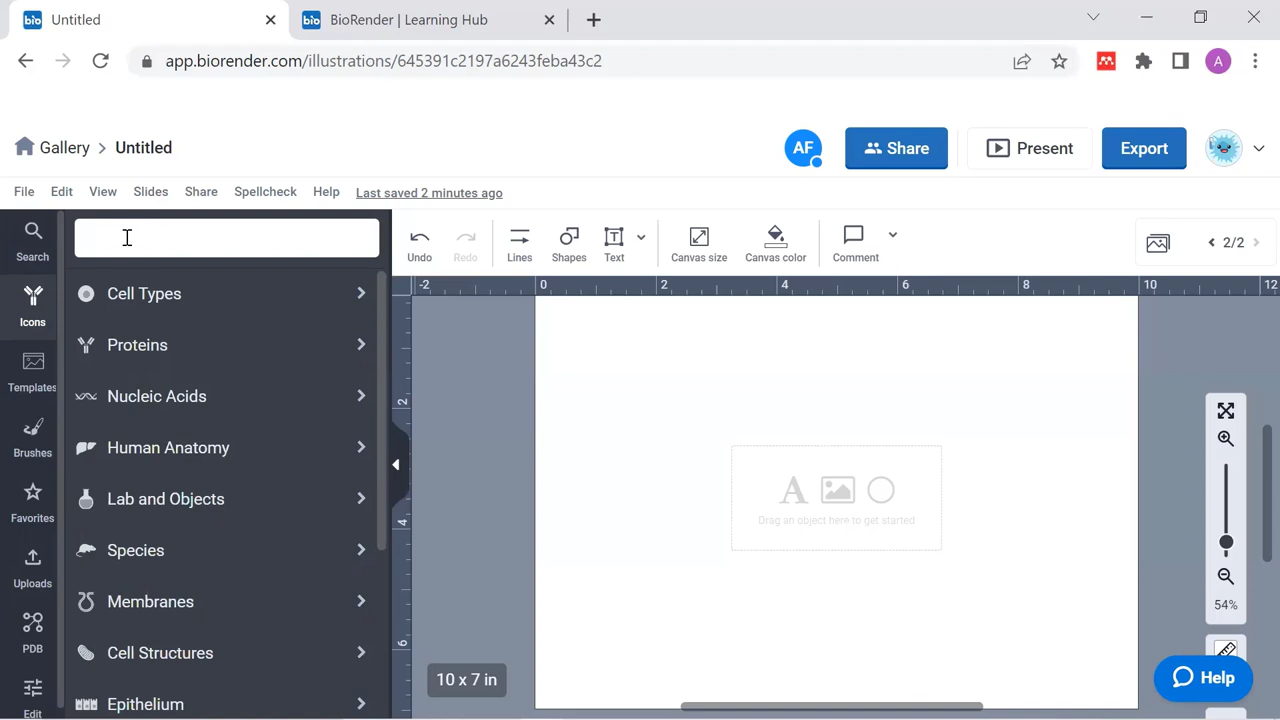 bio Untitled
bio BioRender | Learning Hub
app.biorender.com/illustrations/645391c2197a6243feba43c2
A
Gallery > Untitled
AF
Share
Present
Export
File Edit View Slides Share Spellcheck Help Last saved 2 minutes ago
Search
Icons
Templates
Brushes
Favorites
Uploads
PDB
Edit
Cell Types
Proteins
Nucleic Acids
Human Anatomy
Lab and Objects
Species
Membranes
Cell Structures
Epithelium
Undo Redo Lines Shapes Text Canvas size Canvas color Comment 2/2
-2 0 2 4 6 8 10 12
2
4
6
A
Drag an object here to get started
10 x 7 in
54%
Help